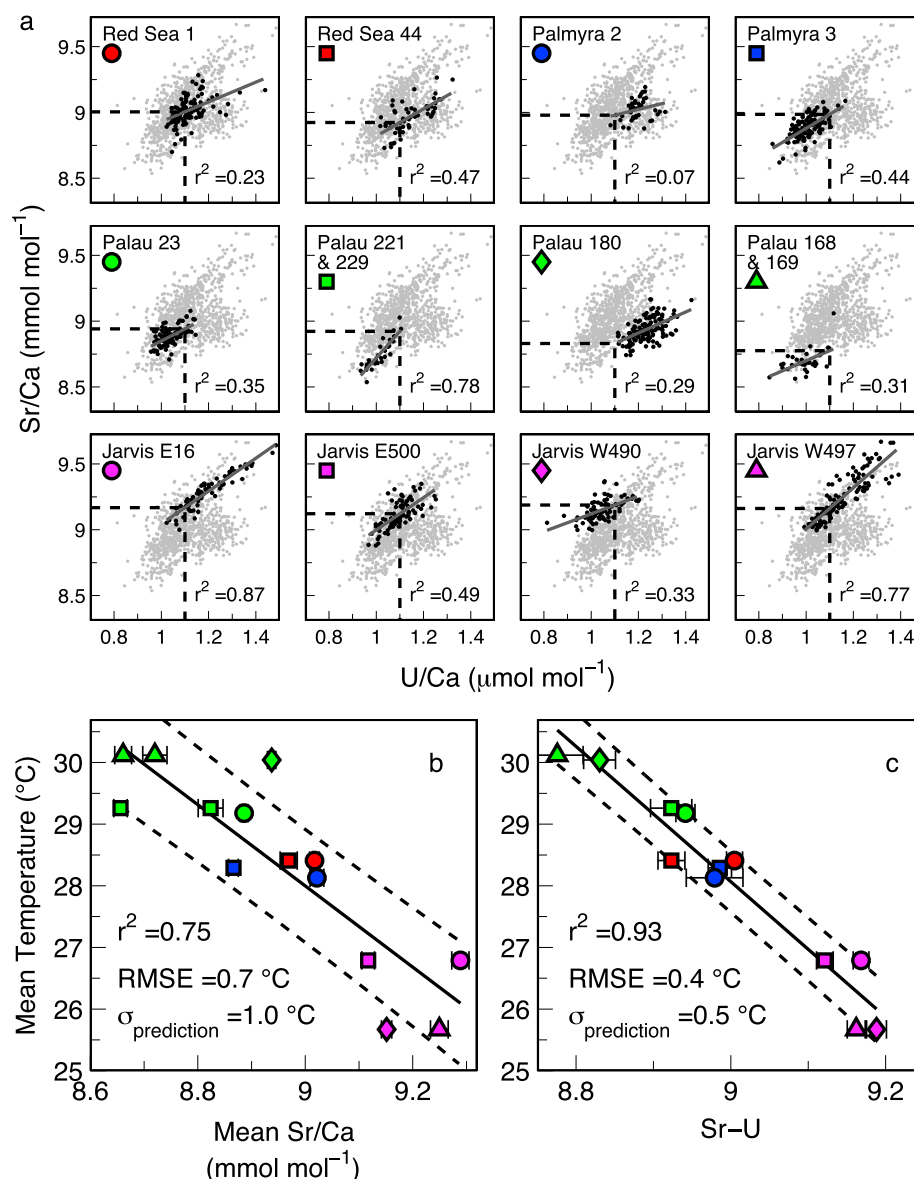 a
Red Sea 1
Red Sea 44
Palmyra 2
Palmyra 3
9.5
9
8.5
r² =0.23
r² =0.47
r² =0.07
r² =0.44
Palau 23
Palau 221
& 229
Palau 180
Palau 168
& 169
9.5
9
8.5
r² =0.35
r² =0.78
r² =0.29
r² =0.31
Sr/Ca (mmol mol⁻¹)
Jarvis E16
Jarvis E500
Jarvis W490
Jarvis W497
9.5
9
8.5
r² =0.87
r² =0.49
r² =0.33
r² =0.77
0.8 1 1.2 1.4
0.8 1 1.2 1.4
0.8 1 1.2 1.4
0.8 1 1.2 1.4
U/Ca (μmol mol⁻¹)
b
30
29
28
27
26
25
Mean Temperature (°C)
r² =0.75
RMSE =0.7 °C
σprediction =1.0 °C
8.6 8.8 9 9.2
Mean Sr/Ca
(mmol mol⁻¹)
c
30
29
28
27
26
25
r² =0.93
RMSE =0.4 °C
σprediction =0.5 °C
8.8 9 9.2
Sr−U